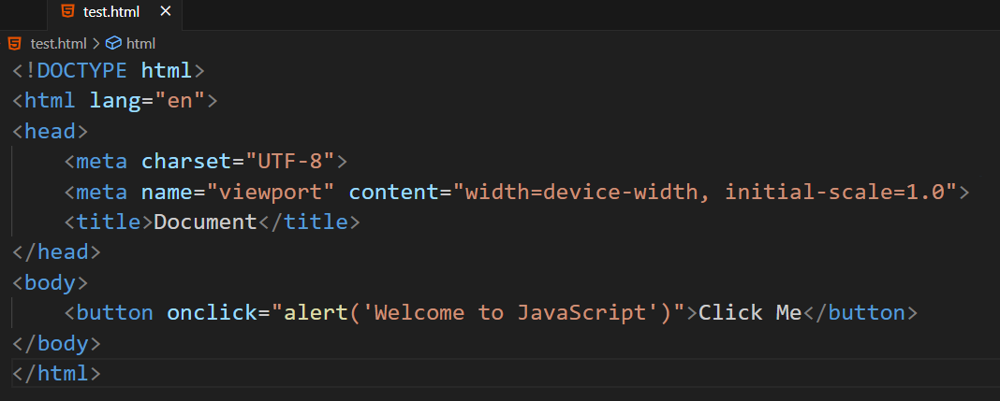 test.html ×
test.html > html
<!DOCTYPE html>
<html lang="en">
<head>
    <meta charset="UTF-8">
    <meta name="viewport" content="width=device-width, initial-scale=1.0">
    <title>Document</title>
</head>
<body>
    <button onclick="alert('Welcome to JavaScript')">Click Me</button>
</body>
</html>